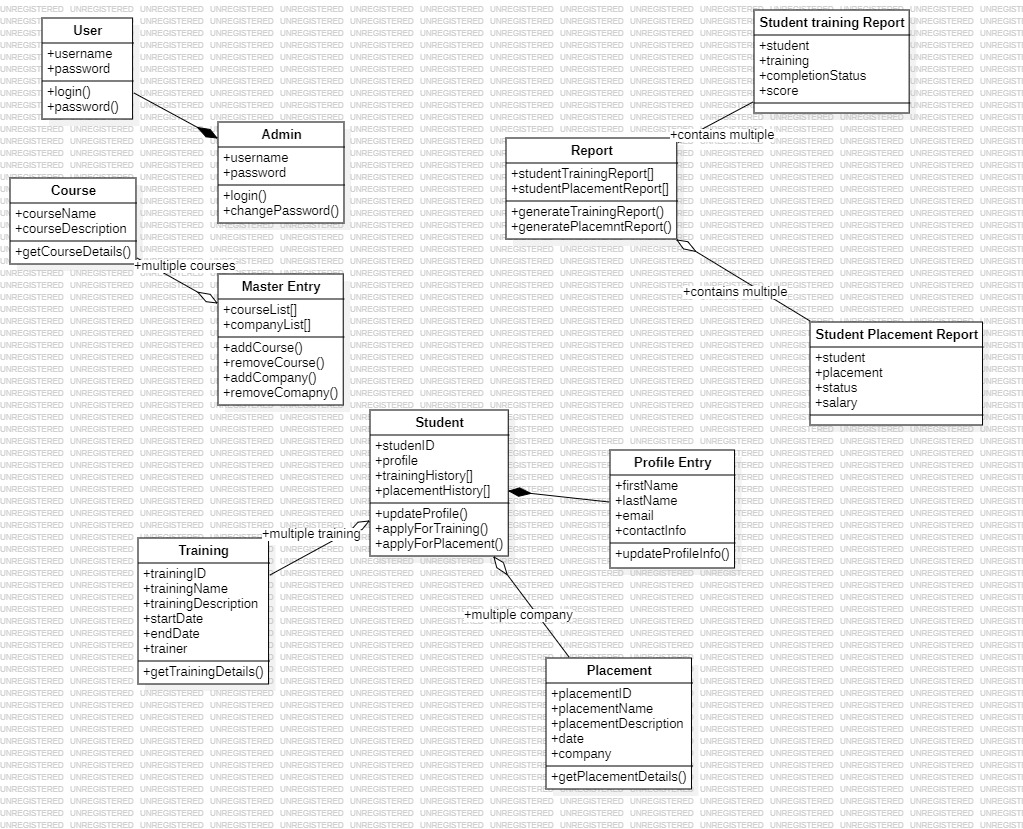 User
+username
+password
+login()
+password()
Admin
+username
+password
+login()
+changePassword()
Course
+courseName
+courseDescription
+getCourseDetails()
+multiple courses
Master Entry
+courseList[]
+companyList[]
+addCourse()
+removeCourse()
+addCompany()
+removeComapny()
Student training Report
+student
+training
+completionStatus
+score
+contains multiple
Report
+studentTrainingReport[]
+studentPlacementReport[]
+generateTrainingReport()
+generatePlacemntReport()
+contains multiple
Student Placement Report
+student
+placement
+status
+salary
Student
+studenID
+profile
+trainingHistory[]
+placementHistory[]
+updateProfile()
+applyForTraining()
+applyForPlacement()
Profile Entry
+firstName
+lastName
+email
+contactInfo
+updateProfileInfo()
+multiple training
Training
+trainingID
+trainingName
+trainingDescription
+startDate
+endDate
+trainer
+getTrainingDetails()
+multiple company
Placement
+placementID
+placementName
+placementDescription
+date
+company
+getPlacementDetails()
UNREGISTERED